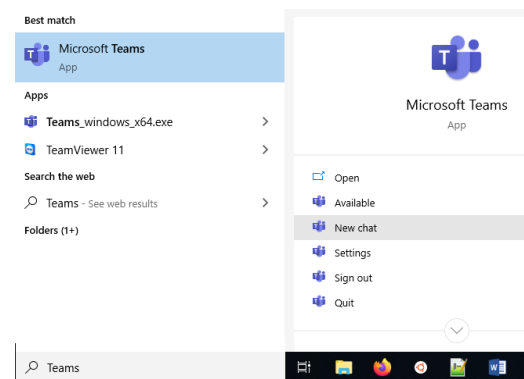 Best match
Microsoft Teams
App
Apps
Teams_windows_x64.exe
TeamViewer 11
Search the web
Teams - See web results
Folders (1+)
Teams
Microsoft Teams
App
Open
Available
New chat
Settings
Sign out
Quit